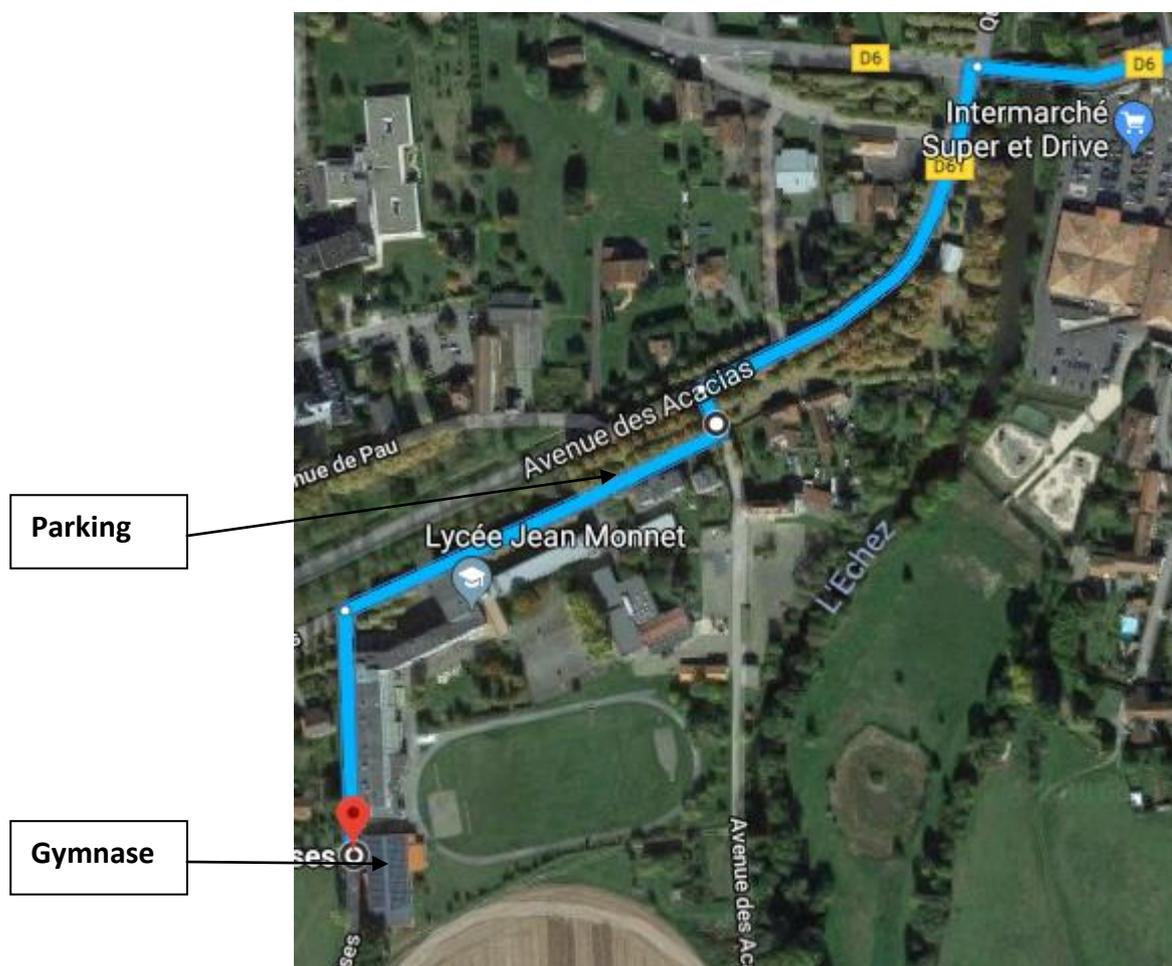 D6
D6
Intermarché
Super et Drive
Avenue des Acacias
nue de Pau
Parking
Lycée Jean Monnet
L'Echez
Gymnase
ses
Avenue des Ac
ses